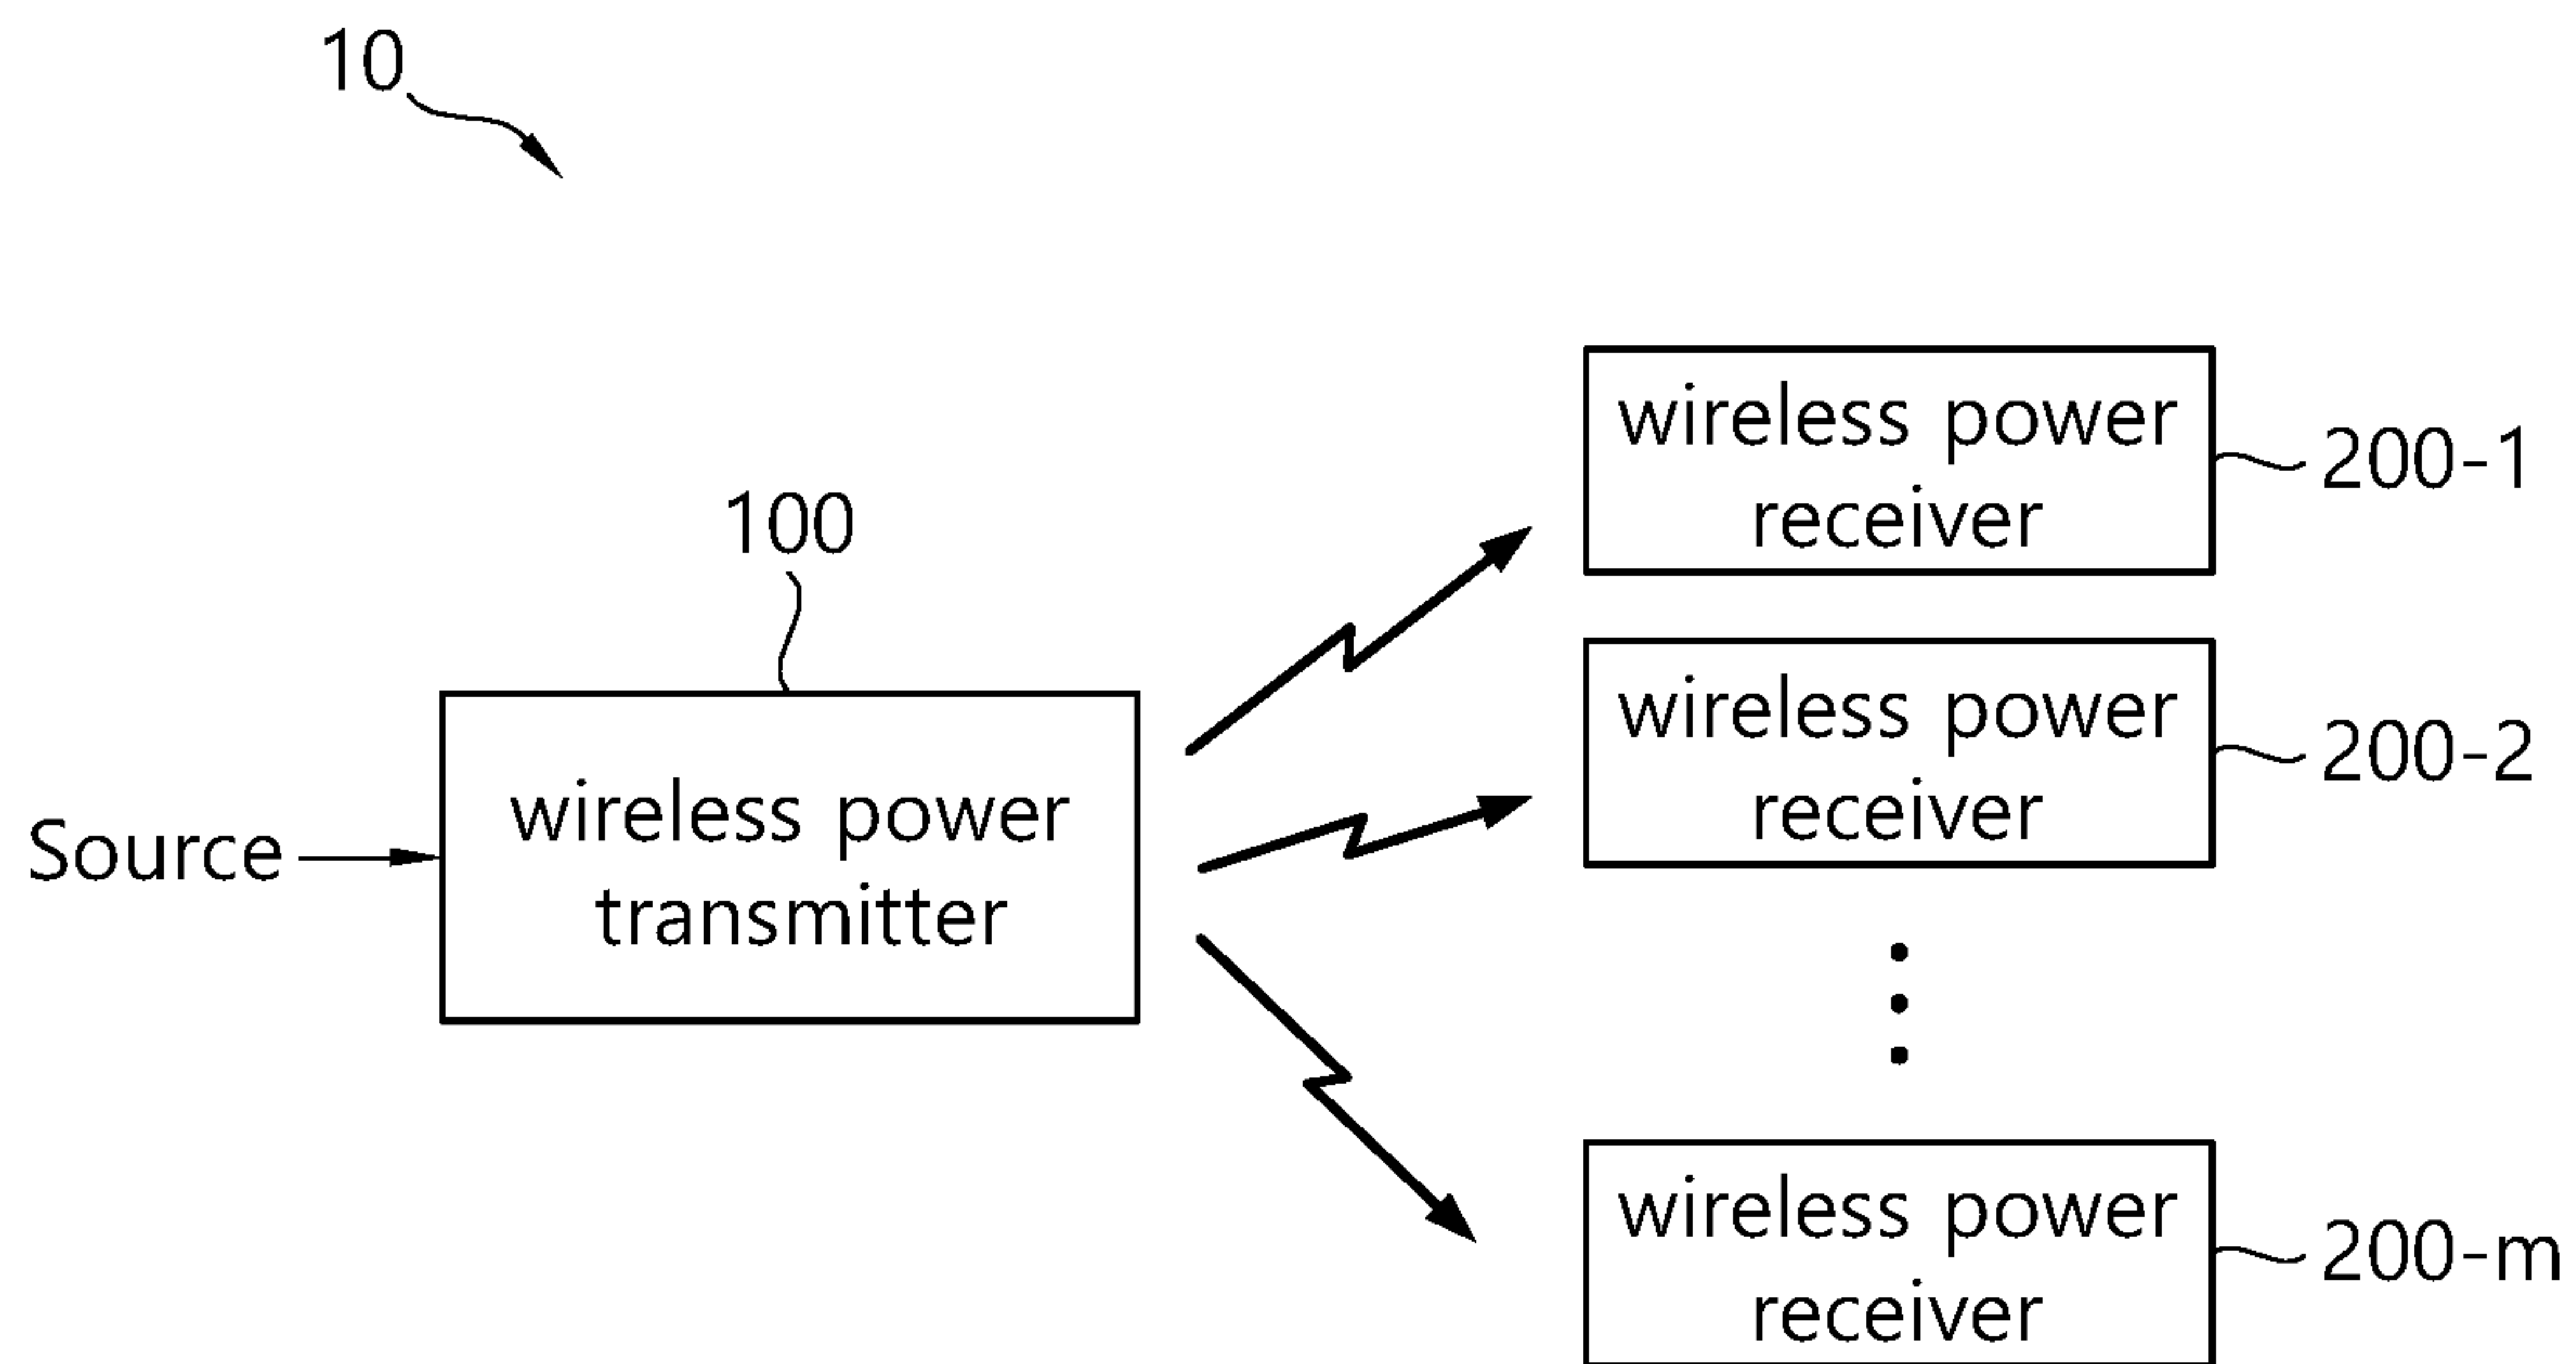 10
100
Source
wireless power
transmitter
wireless power
receiver
200-1
wireless power
receiver
200-2
wireless power
receiver
200-m